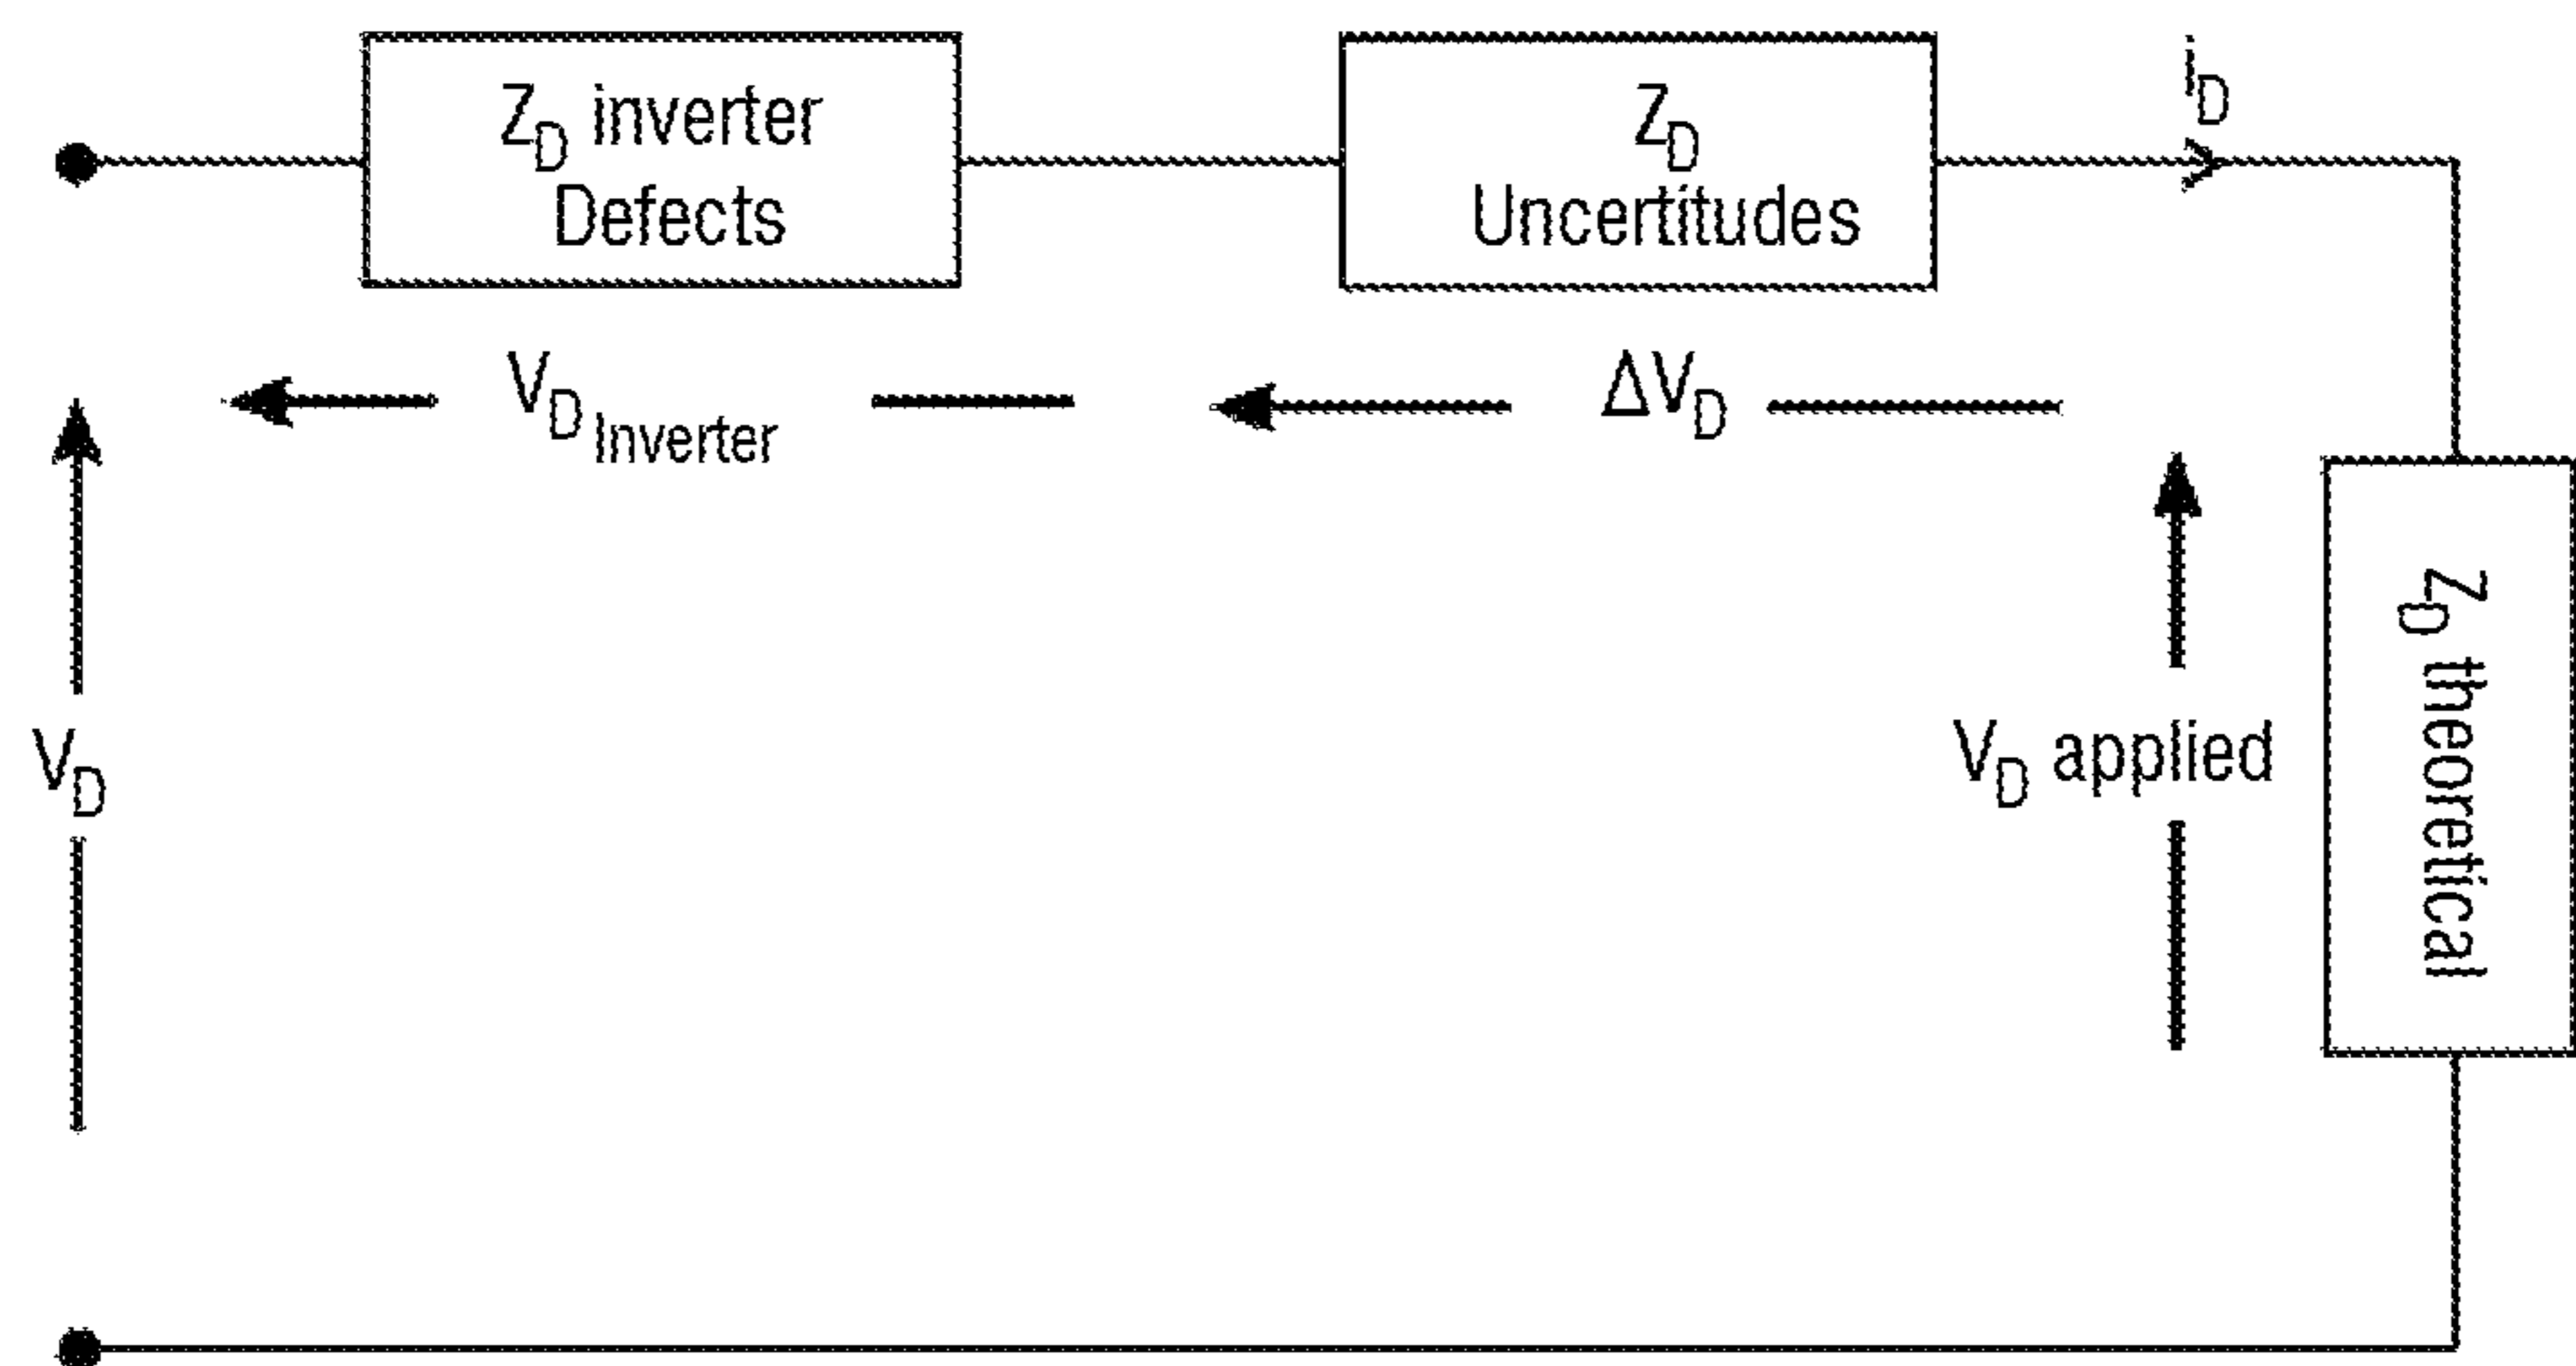 Z_D inverter
Defects
Z_D
Uncertitudes
i_D
V_D Inverter
ΔV_D
V_D
V_D applied
Z_D theoretical